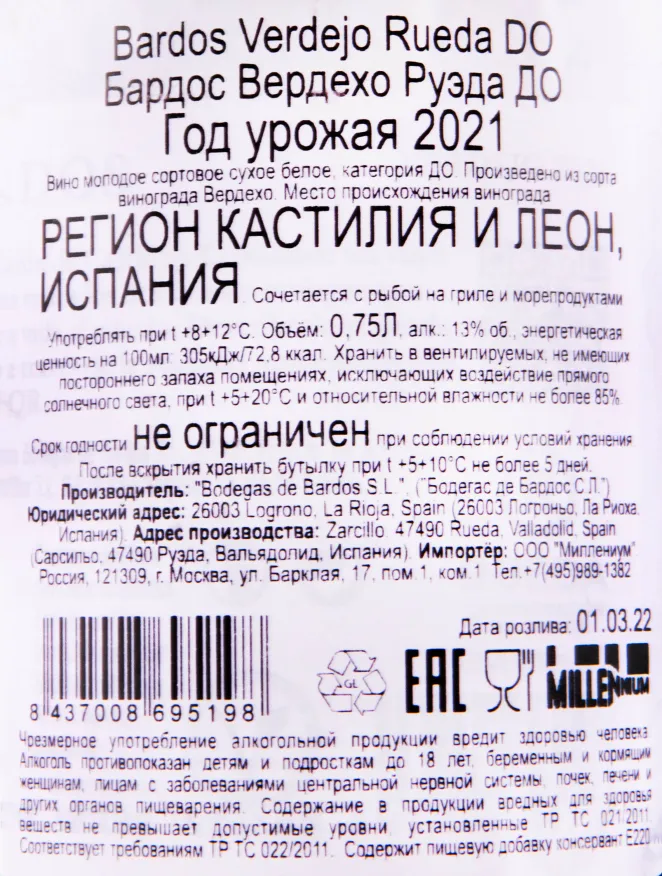 Bardos Verdejo Rueda DO
Бардос Вердехо Руэда ДО
Год урожая 2021
Вино молодое сортовое сухое белое, категория ДО. Произведено из сорта
винограда Вердехо. Место происхождения винограда
РЕГИОН КАСТИЛИЯ И ЛЕОН,
ИСПАНИЯ. Сочетается с рыбой на гриле и морепродуктами
Употреблять при t +8+12°С. Объём: 0,75Л, алк.: 13% об., энергетическая
ценность на 100мл: 305кДж/72,8 ккал. Хранить в вентилируемых, не имеющих
постороннего запаха помещениях, исключающих воздействие прямого
солнечного света, при t +5+20°С и относительной влажности не более 85%
Срок годности не ограничен при соблюдении условий хранения.
После вскрытия хранить бутылку при t +5+10°С не более 5 дней.
Производитель: "Bodegas de Bardos S.L.", ("Бодегас де Бардос С.Л.")
Юридический адрес: 26003 Logrono, La Rioja, Spain (26003 Логроньо, Ла Риоха,
Испания). Адрес производства: Zarcillo, 47490 Rueda, Valladolid, Spain
(Сарсильо, 47490 Руэда, Вальядолид, Испания). Импортёр: ООО "Миллениум"
Россия, 121309, г. Москва, ул. Барклая, 17, пом.1, ком.1 Тел.+7(495)989-1382
Дата розлива: 01.03.22
GL EAC MILLENNIUM
8 437008 695198
Чрезмерное употребление алкогольной продукции вредит здоровью человека
Алкоголь противопоказан детям и подросткам до 18 лет, беременным и кормящим
женщинам, лицам с заболеваниями центральной нервной системы, почек, печени и
других органов пищеварения. Содержание в продукции вредных для здоровья
веществ не превышает допустимые уровни, установленные ТР ТС 021/2011.
Соответствует требованиям ТР ТС 022/2011. Содержит пищевую добавку консервант Е220